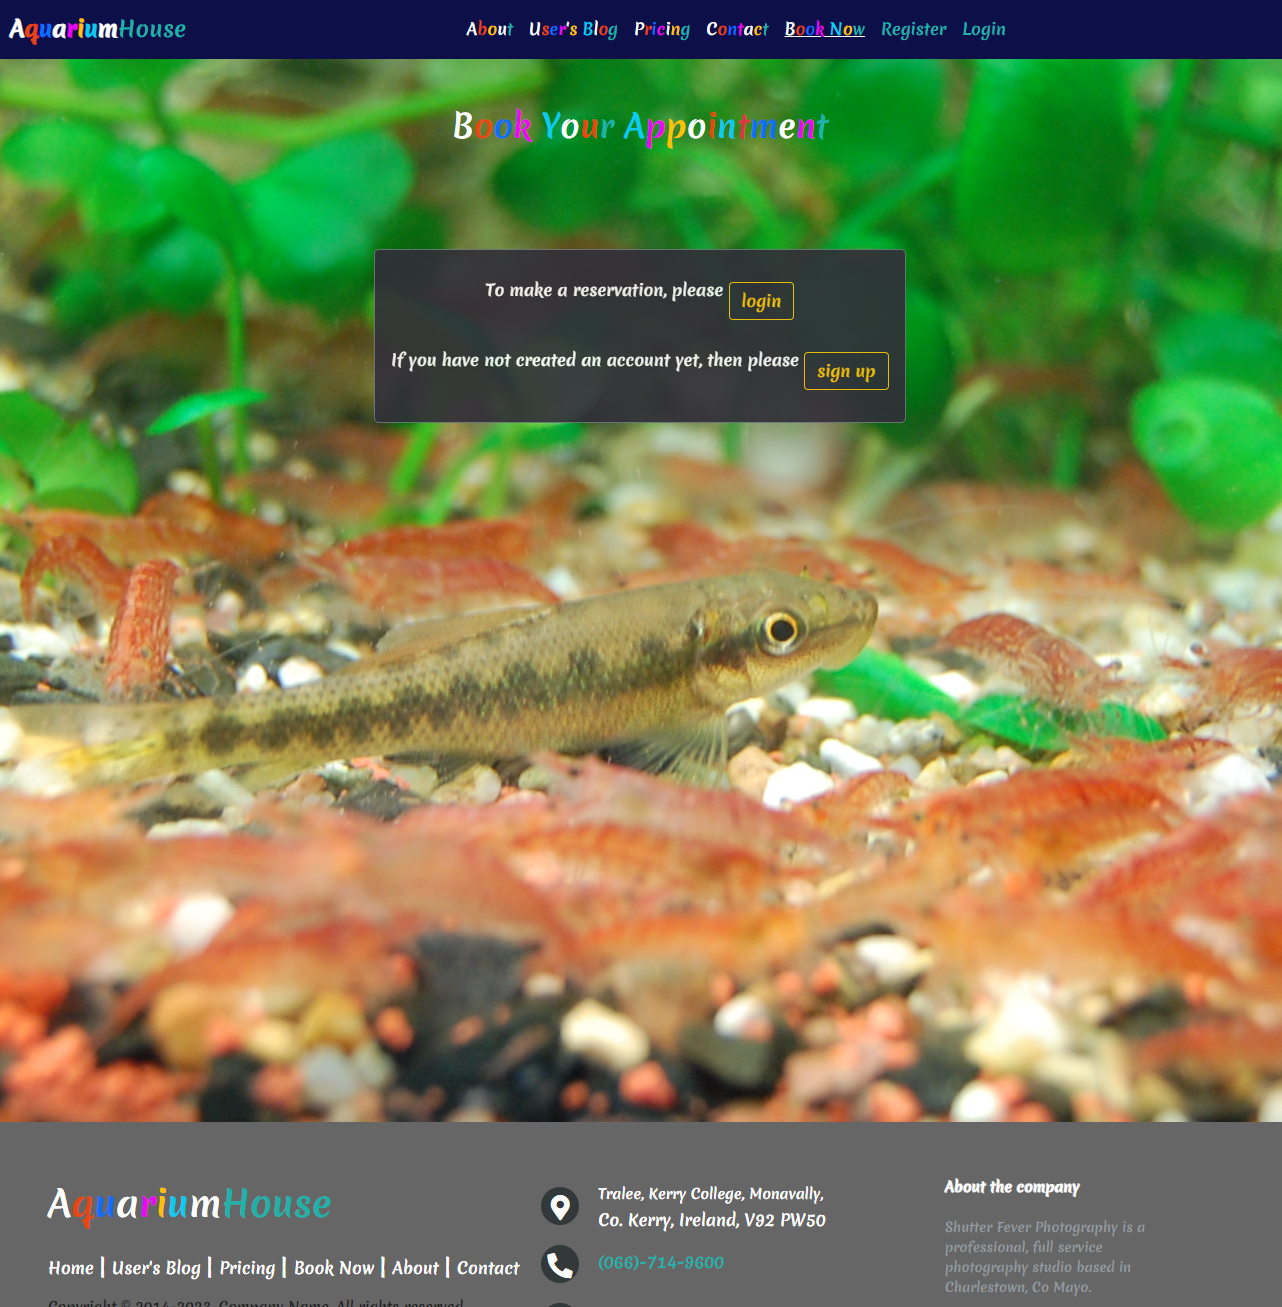 AquariumHouse About User's Blog Pricing Contact Book Now Register Login
Book Your Appointment
To make a reservation, please login
If you have not created an account yet, then please sign up
AquariumHouse
Home | User's Blog | Pricing | Book Now | About | Contact
Copyright © 2014-2023, Company Name. All rights reserved
Tralee, Kerry College, Monavally,
Co. Kerry, Ireland, V92 PW50
(066)-714-9600
About the company
Shutter Fever Photography is a
professional, full service
photography studio based in
Charlestown, Co Mayo.